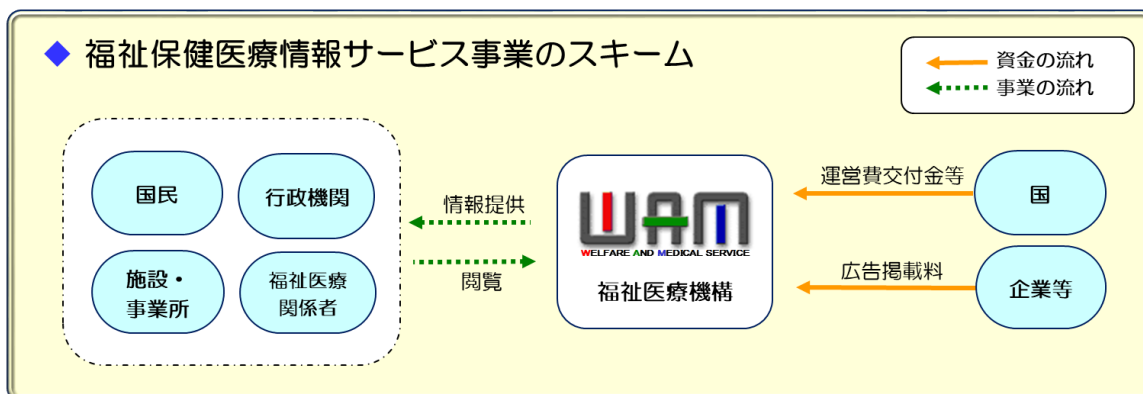 ◆ 福祉保健医療情報サービス事業のスキーム
資金の流れ
事業の流れ
国民
行政機関
施設・
事業所
福祉医療
関係者
情報提供
閲覧
WAM
WELFARE AND MEDICAL SERVICE
福祉医療機構
運営費交付金等
広告掲載料
国
企業等